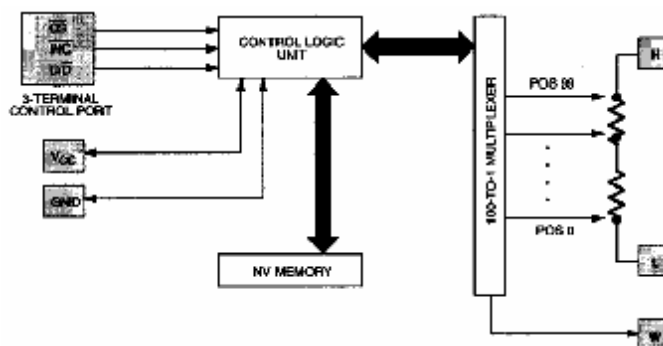 CS
INC
U/D
3-TERMINAL
CONTROL PORT
CONTROL LOGIC
UNIT
VCC
GND
NV MEMORY
100-TO-1 MULTIPLEXER
POS 99
POS 0
H
L
W